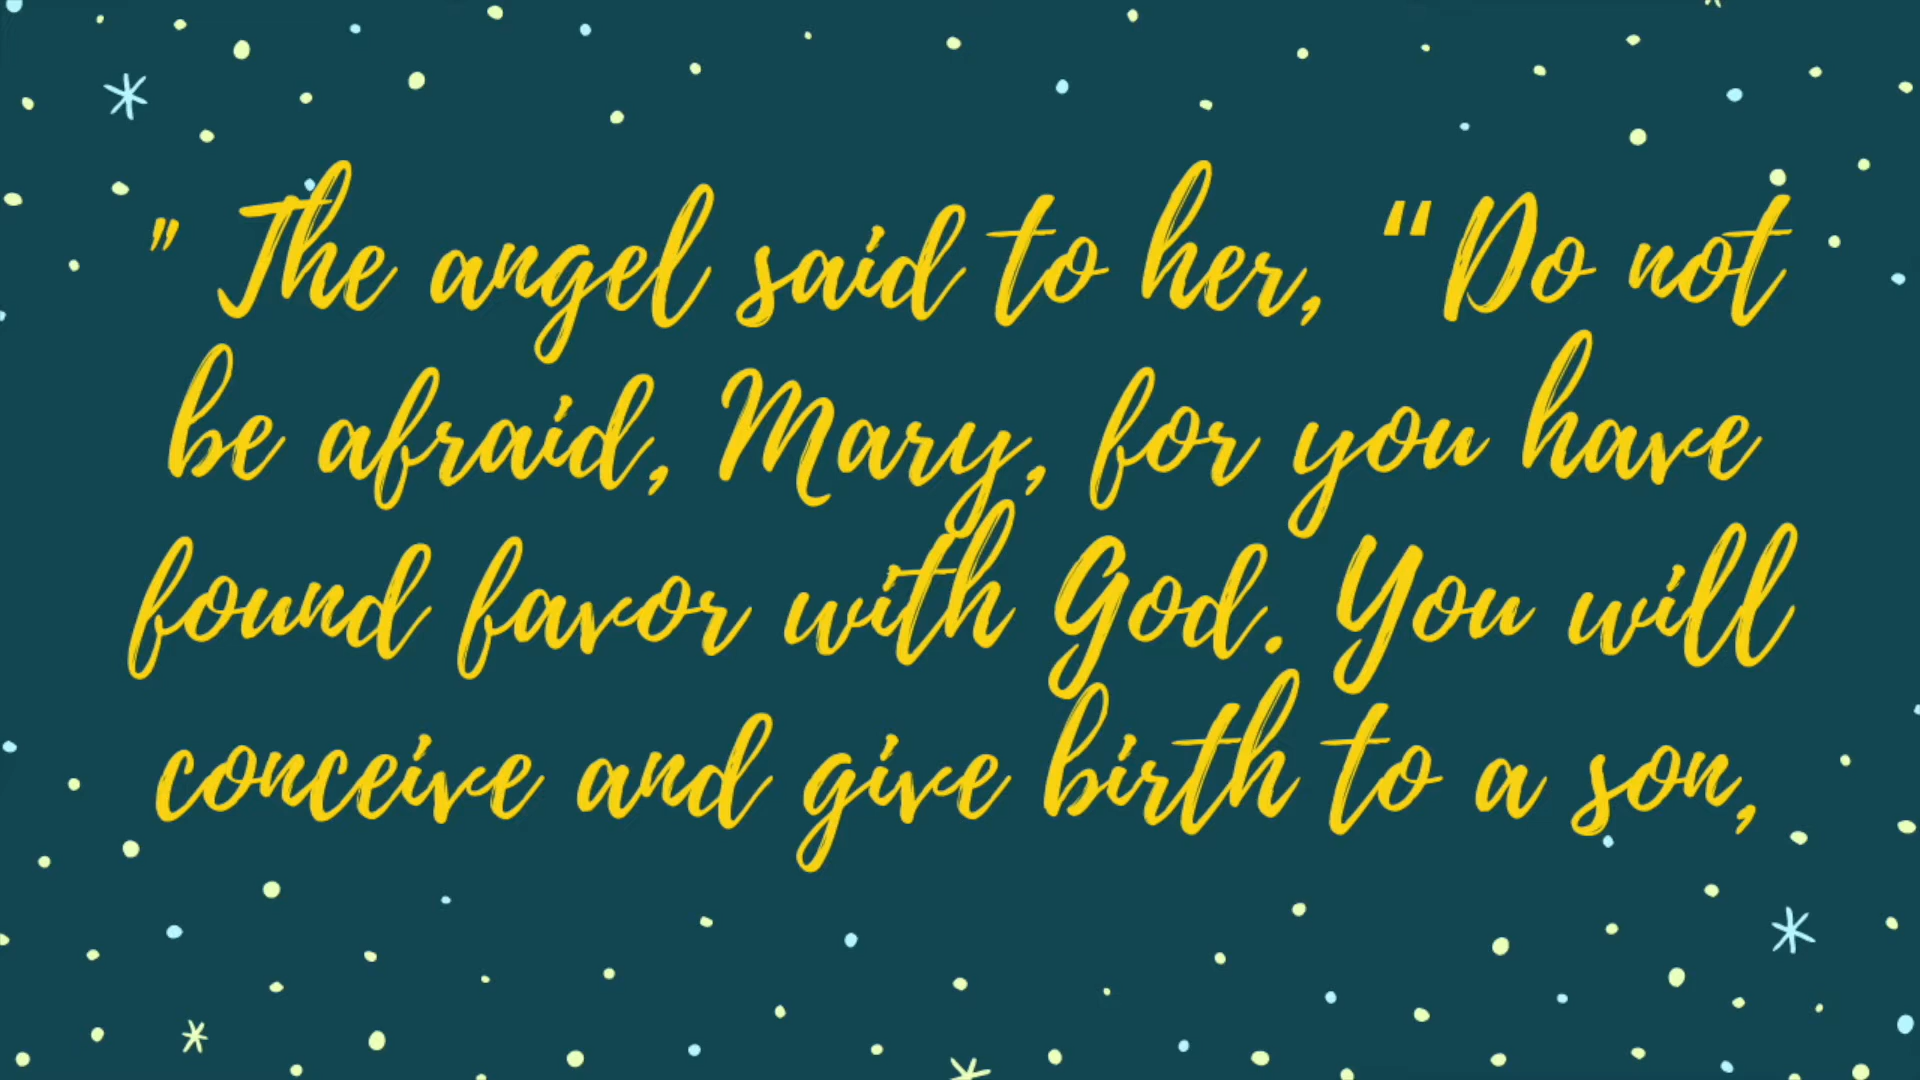 " The angel said to her, “Do not
be afraid, Mary, for you have
found favor with God. You will
conceive and give birth to a son,